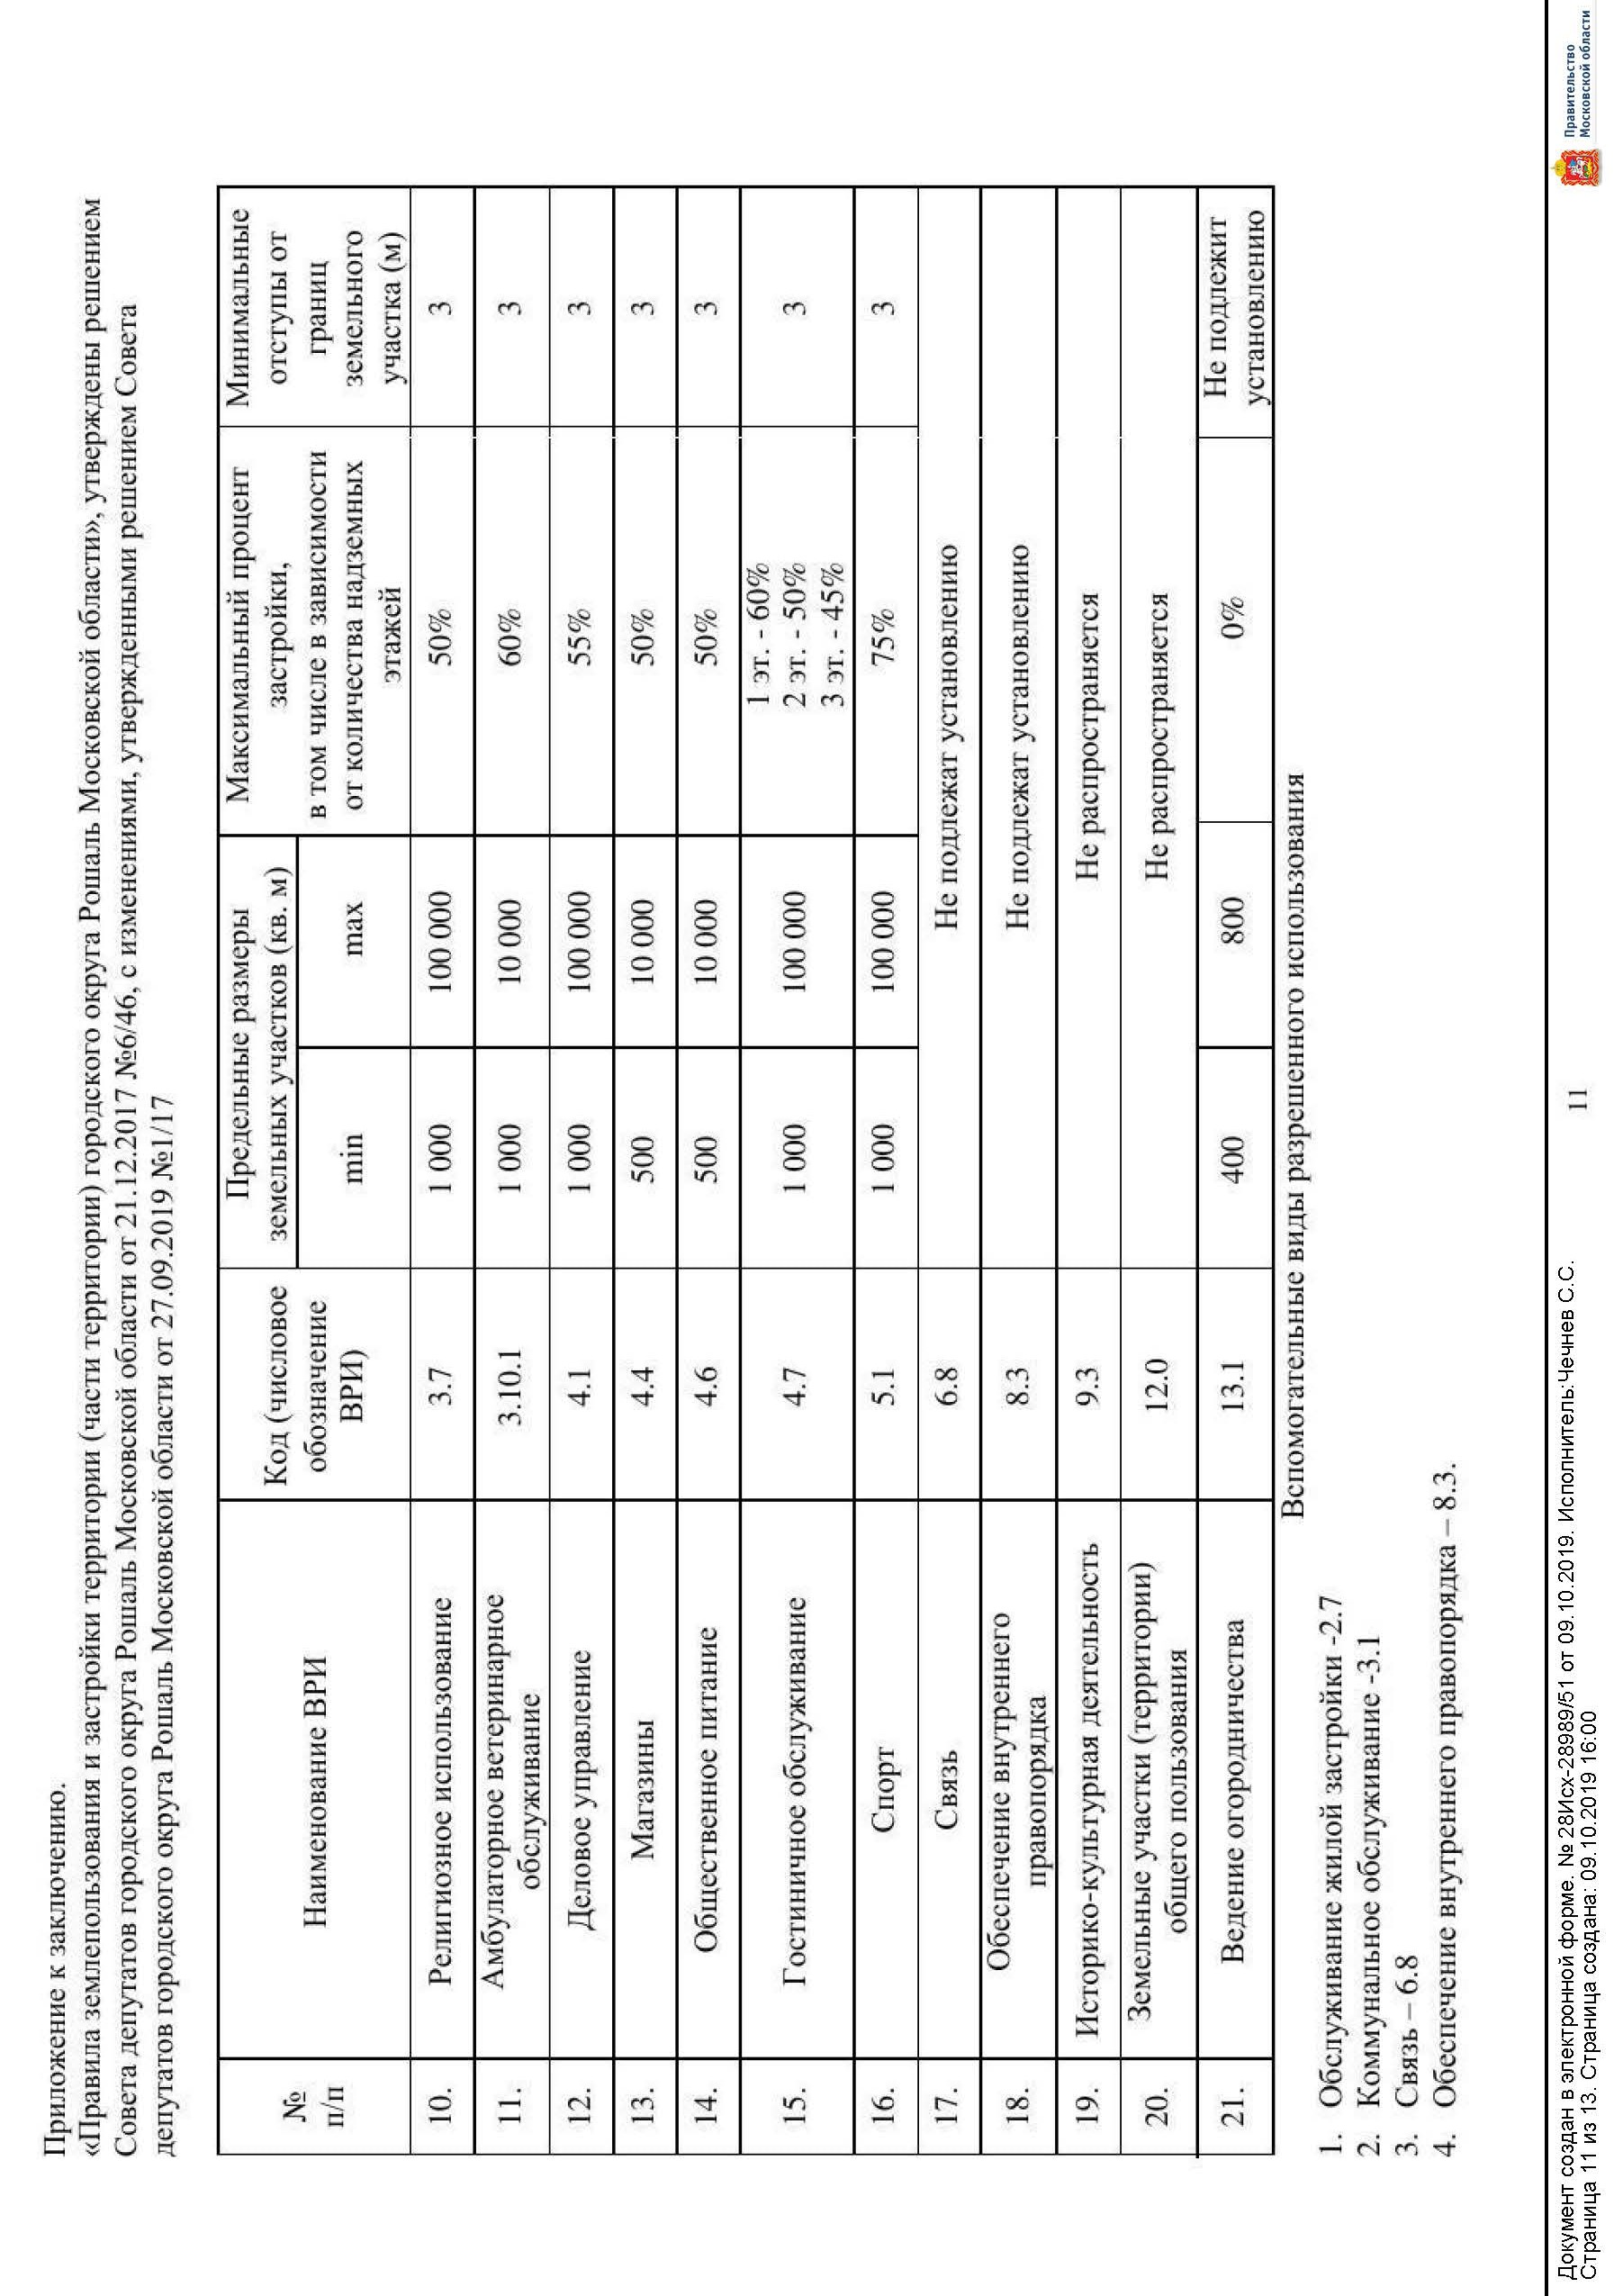 Приложение к заключению.
«Правила землепользования и застройки территории (части территории) городского округа Рошаль Московской области», утверждены решением
Совета депутатов городского округа Рошаль Московской области от 21.12.2017 №6/46, с изменениями, утвержденными решением Совета
депутатов городского округа Рошаль Московской области от 27.09.2019 №1/17
№
п/п
Наименование ВРИ
Код (числовое
обозначение
ВРИ)
Предельные размеры
земельных участков (кв. м)
min
max
Максимальный процент
застройки,
в том числе в зависимости
от количества надземных
этажей
Минимальные
отступы от
границ
земельного
участка (м)
10. Религиозное использование 3.7 1 000 100 000 50% 3
11. Амбулаторное ветеринарное
обслуживание 3.10.1 1 000 10 000 60% 3
12. Деловое управление 4.1 1 000 100 000 55% 3
13. Магазины 4.4 500 10 000 50% 3
14. Общественное питание 4.6 500 10 000 50% 3
15. Гостиничное обслуживание 4.7 1 000 100 000
1 эт. - 60%
2 эт. - 50%
3 эт. - 45%
3
16. Спорт 5.1 1 000 100 000 75% 3
17. Связь 6.8 Не подлежат установлению
18. Обеспечение внутреннего
правопорядка 8.3 Не подлежат установлению
19. Историко-культурная деятельность 9.3 Не распространяется
20. Земельные участки (территории)
общего пользования 12.0 Не распространяется
21. Ведение огородничества 13.1 400 800 0% Не подлежит
установлению
Вспомогательные виды разрешенного использования
1. Обслуживание жилой застройки -2.7
2. Коммунальное обслуживание -3.1
3. Связь – 6.8
4. Обеспечение внутреннего правопорядка – 8.3.
11
Документ создан в электронной форме. № 28Исх-28989/51 от 09.10.2019. Исполнитель:Чечнев С.С.
Страница 11 из 13. Страница создана: 09.10.2019 16:00
Правительство
Московской области